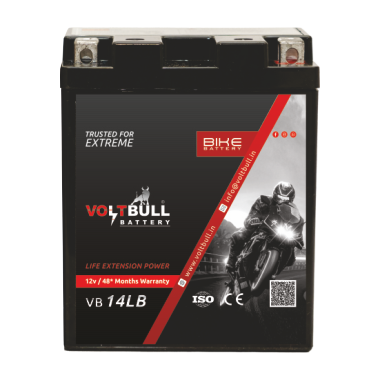 TRUSTED FOR
EXTREME
BIKE
BATTERY
info@voltbull.in
VOLTBULL
BATTERY
www.voltbull.in
LIFE EXTENSION POWER
12v / 48* Months Warranty
VB 14LB
ISO CE